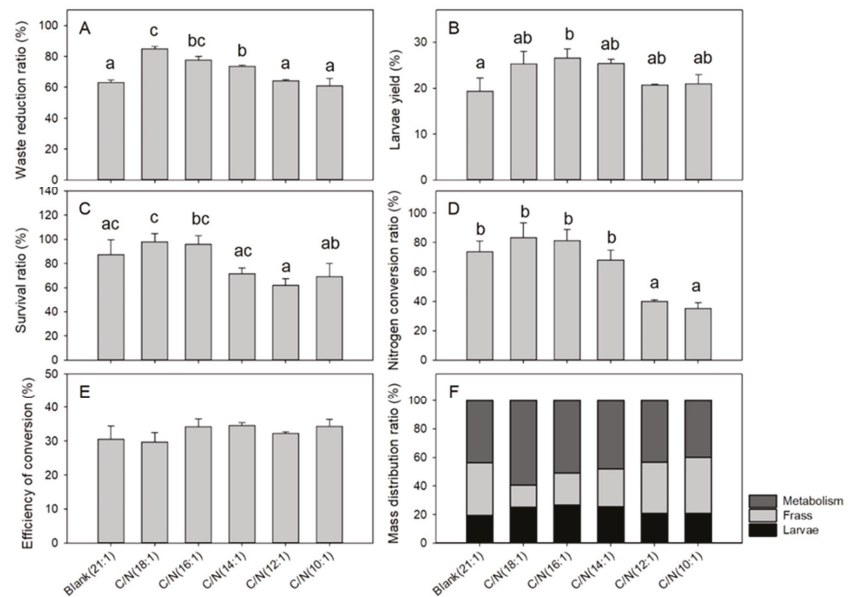 A
Waste reduction ratio (%)
100
80
60
40
20
0
a
c
bc
b
a
a
B
Larvae yield (%)
30
20
10
0
a
ab
b
ab
ab
ab
C
Survival ratio (%)
140
120
100
80
60
40
20
0
ac
c
bc
ac
a
ab
D
Nitrogen conversion ratio (%)
100
80
60
40
20
0
b
b
b
b
a
a
E
Efficiency of conversion (%)
50
40
30
20
10
0
Blank(21:1)
C/N(18:1)
C/N(16:1)
C/N(14:1)
C/N(12:1)
C/N(10:1)
F
Mass distribution ratio (%)
100
80
60
40
20
0
Blank(21:1)
C/N(18:1)
C/N(16:1)
C/N(14:1)
C/N(12:1)
C/N(10:1)
Metabolism
Frass
Larvae